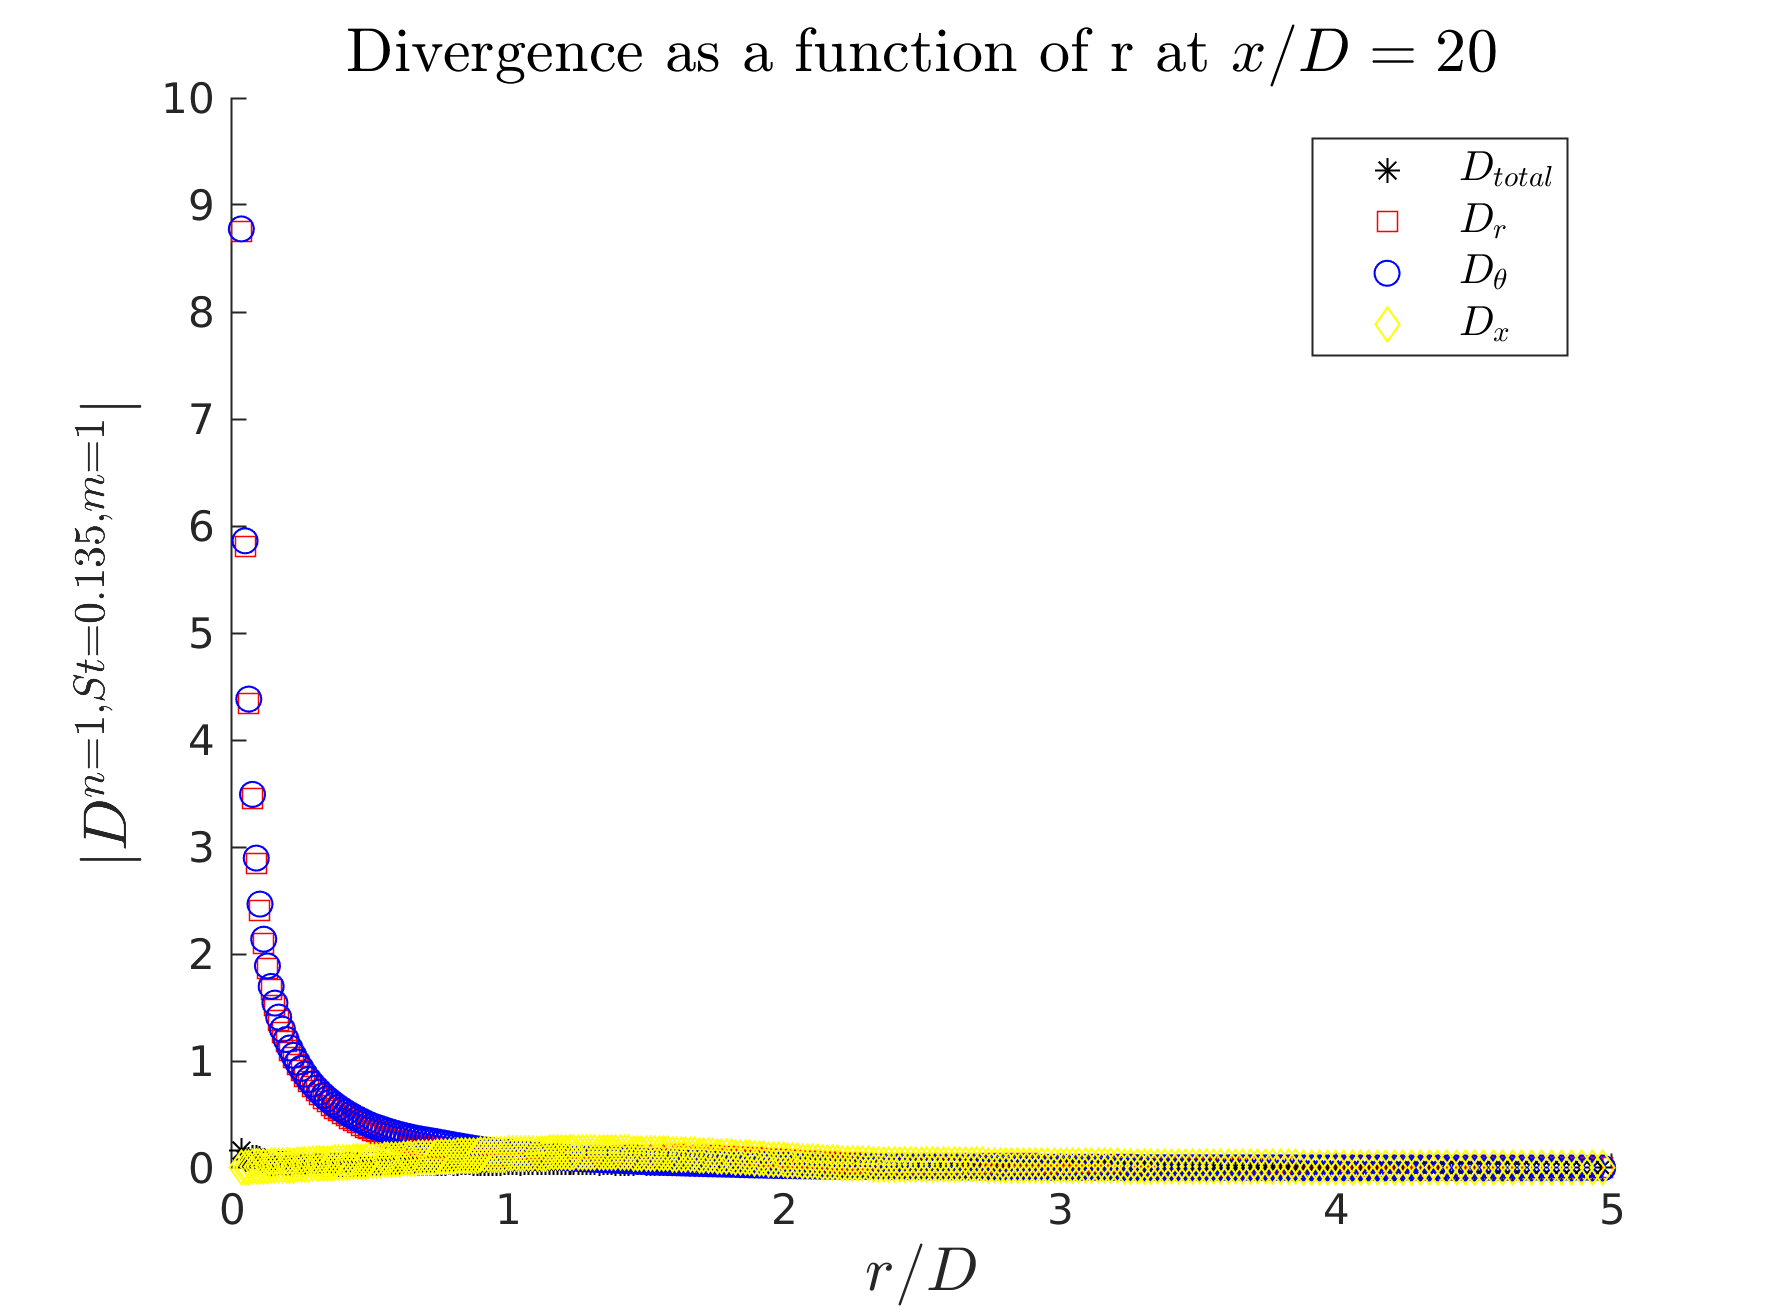 Divergence as a function of r at x/D = 20
10
9
8
7
6
5
4
3
2
1
0
|D^{n=1,St=0.135,m=1}|
D_{total}
D_r
D_θ
D_x
0 1 2 3 4 5
r/D